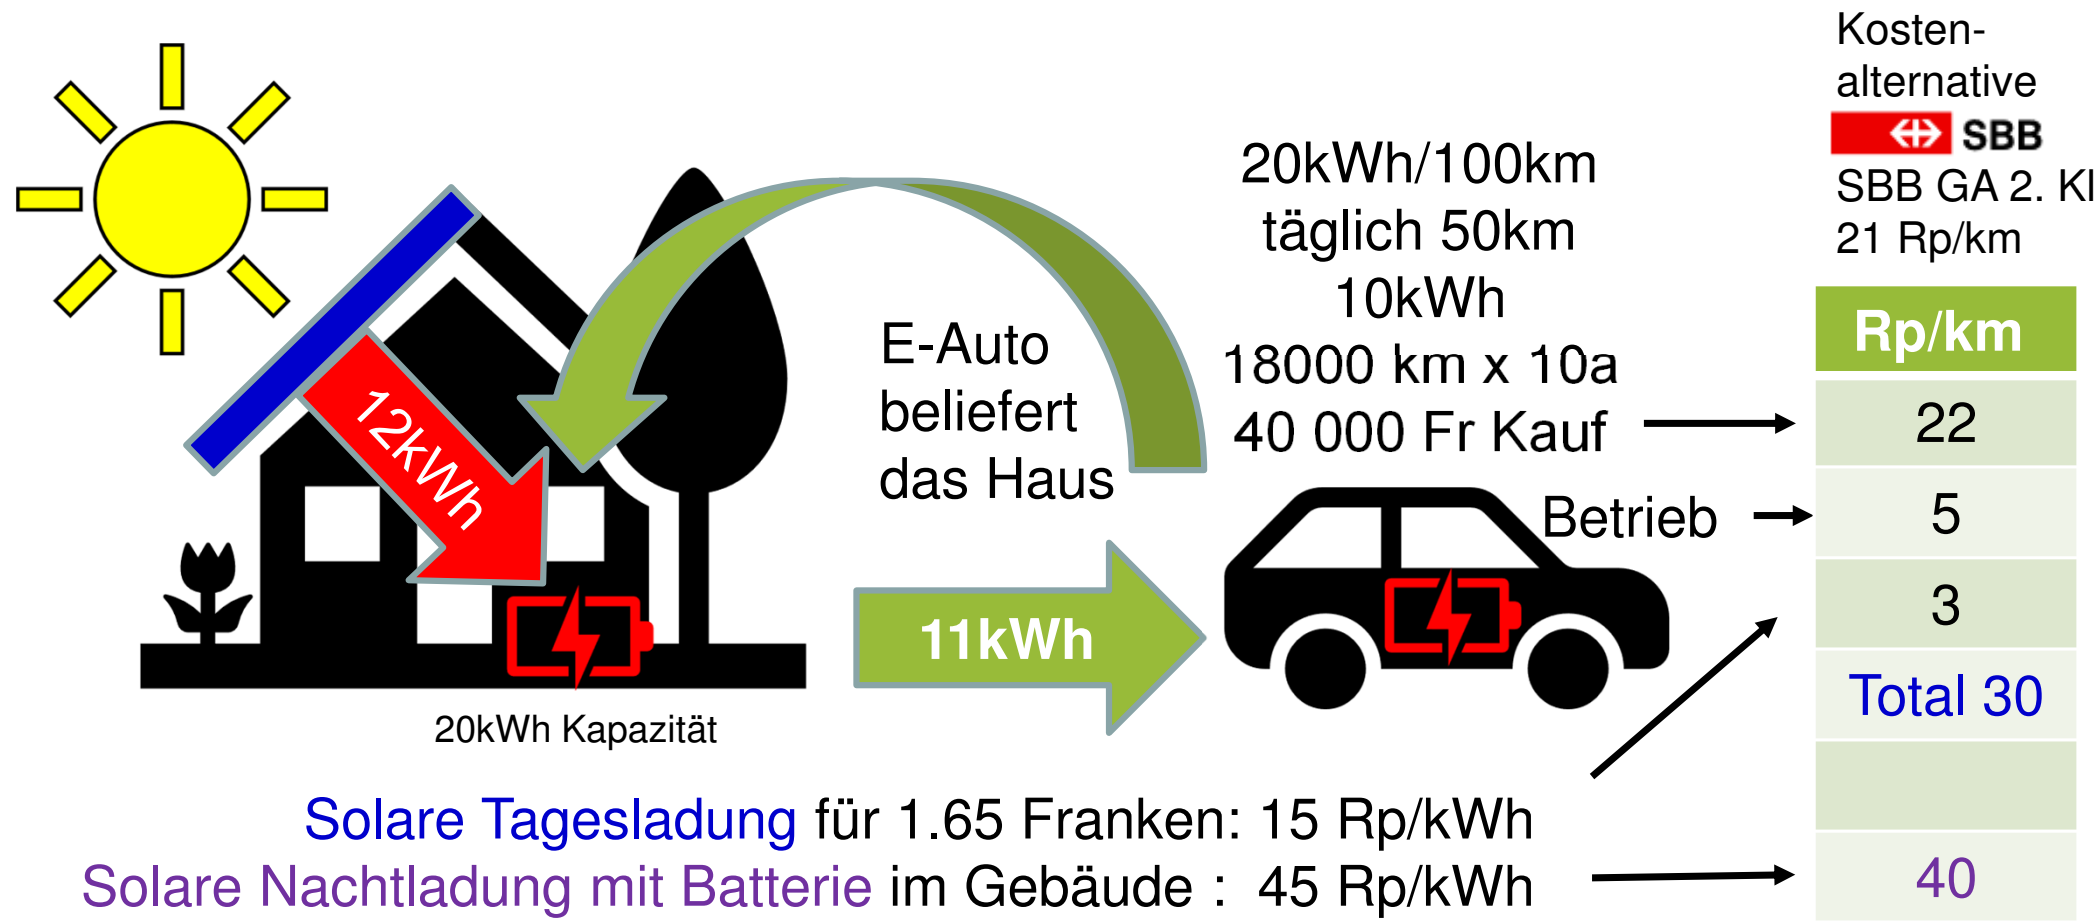 Kosten-
alternative
SBB
SBB GA 2. Kl
21 Rp/km
20kWh/100km
täglich 50km
10kWh
18000 km x 10a
40 000 Fr Kauf
E-Auto
beliefert
das Haus
12kWh
Betrieb
11kWh
20kWh Kapazität
Rp/km
22
5
3
Total 30
40
Solare Tagesladung für 1.65 Franken: 15 Rp/kWh
Solare Nachtladung mit Batterie im Gebäude : 45 Rp/kWh